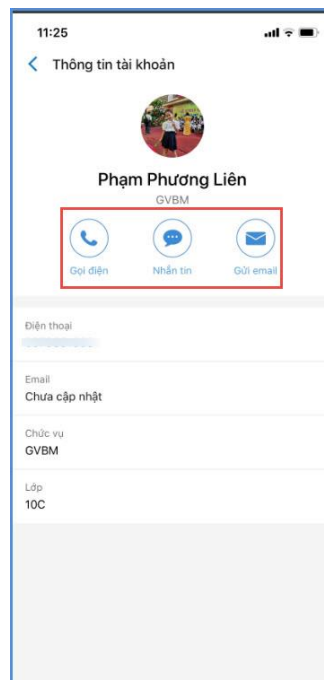 11:25
Thông tin tài khoản
Phạm Phương Liên
GVBM
Gọi điện Nhắn tin Gửi email
Điện thoại
Email
Chưa cập nhật
Chức vụ
GVBM
Lớp
10C